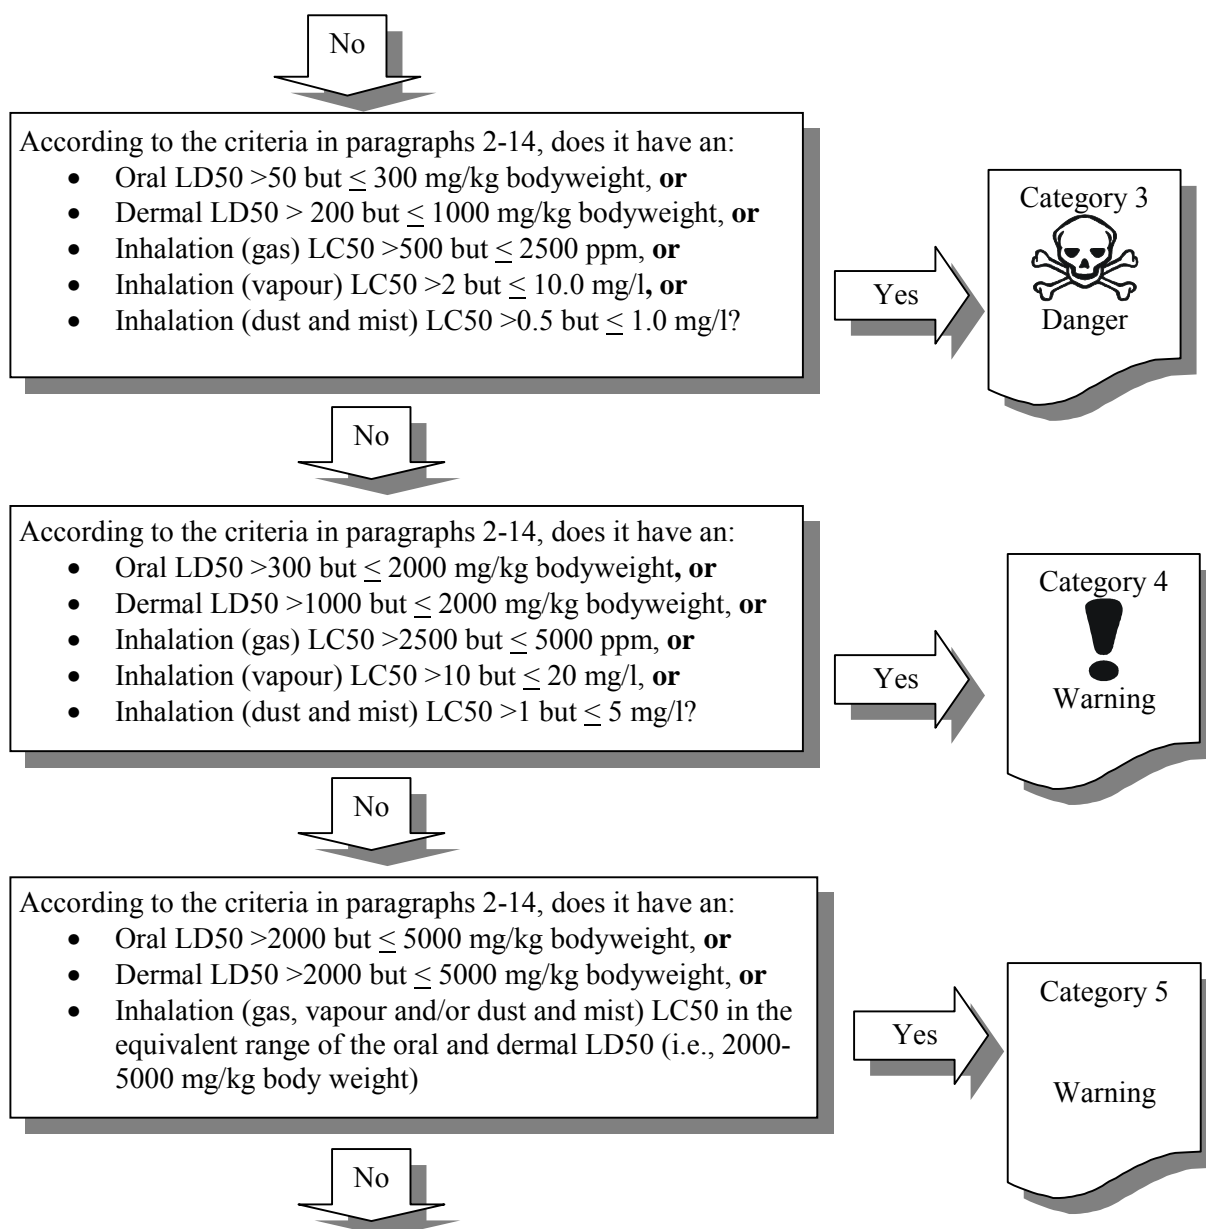 No
According to the criteria in paragraphs 2-14, does it have an:
• Oral LD50 >50 but ≤ 300 mg/kg bodyweight, or
• Dermal LD50 > 200 but ≤ 1000 mg/kg bodyweight, or
• Inhalation (gas) LC50 >500 but ≤ 2500 ppm, or
• Inhalation (vapour) LC50 >2 but ≤ 10.0 mg/l, or
• Inhalation (dust and mist) LC50 >0.5 but ≤ 1.0 mg/l?
Yes
Category 3
Danger
No
According to the criteria in paragraphs 2-14, does it have an:
• Oral LD50 >300 but ≤ 2000 mg/kg bodyweight, or
• Dermal LD50 >1000 but ≤ 2000 mg/kg bodyweight, or
• Inhalation (gas) LC50 >2500 but ≤ 5000 ppm, or
• Inhalation (vapour) LC50 >10 but ≤ 20 mg/l, or
• Inhalation (dust and mist) LC50 >1 but ≤ 5 mg/l?
Yes
Category 4
Warning
No
According to the criteria in paragraphs 2-14, does it have an:
• Oral LD50 >2000 but ≤ 5000 mg/kg bodyweight, or
• Dermal LD50 >2000 but ≤ 5000 mg/kg bodyweight, or
• Inhalation (gas, vapour and/or dust and mist) LC50 in the
equivalent range of the oral and dermal LD50 (i.e., 2000-
5000 mg/kg body weight)
Yes
Category 5
Warning
No